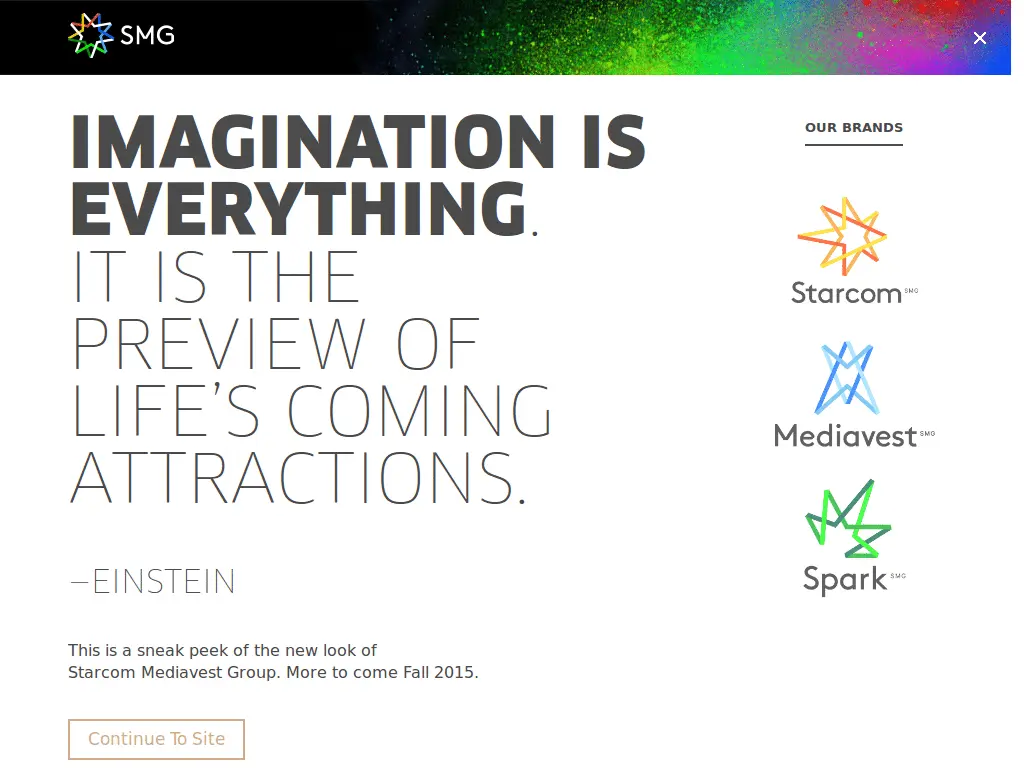 SMG
IMAGINATION IS
EVERYTHING.
IT IS THE
PREVIEW OF
LIFE’S COMING
ATTRACTIONS.
–EINSTEIN
This is a sneak peek of the new look of
Starcom Mediavest Group. More to come Fall 2015.
Continue To Site
OUR BRANDS
Starcom SMG
Mediavest SMG
Spark SMG